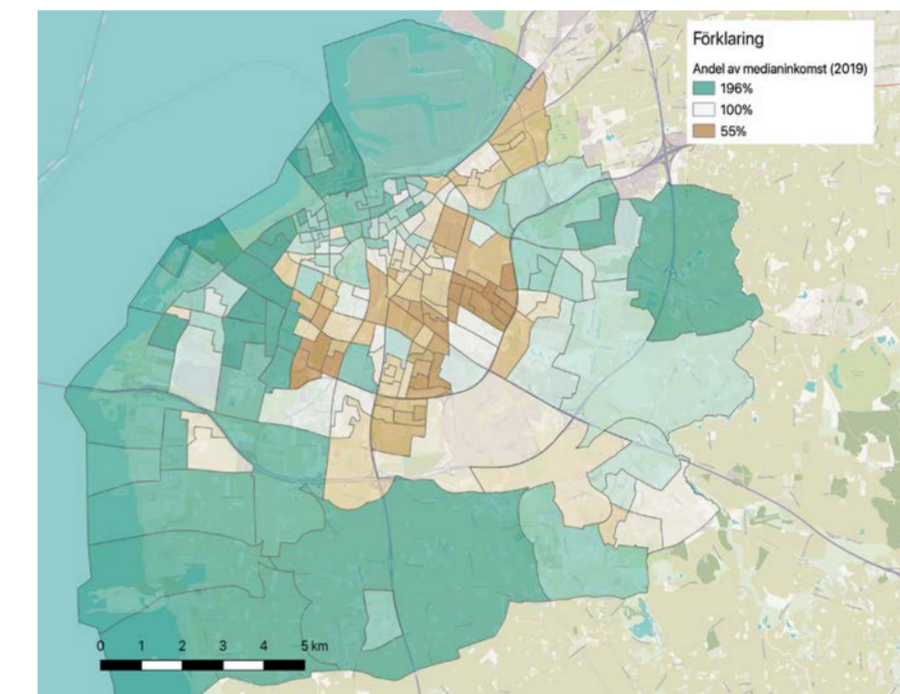 Förklaring
Andel av medianinkomst (2019)
196%
100%
55%
0 1 2 3 4 5 km